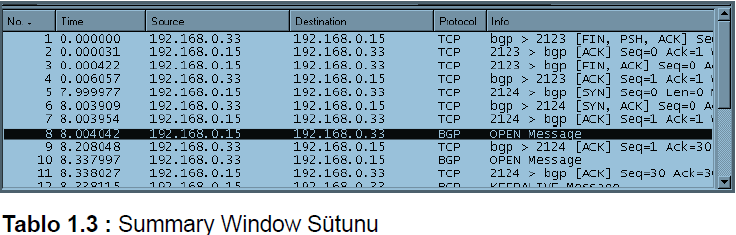 No. Time Source Destination Protocol Info
1 0.000000 192.168.0.33 192.168.0.15 TCP bgp > 2123 [FIN, PSH, ACK] Seq
2 0.000031 192.168.0.15 192.168.0.33 TCP 2123 > bgp [ACK] Seq=0 Ack=1
3 0.000422 192.168.0.15 192.168.0.33 TCP 2123 > bgp [FIN, ACK] Seq=0
4 0.006057 192.168.0.33 192.168.0.15 TCP bgp > 2123 [ACK] Seq=1 Ack=1
5 7.999977 192.168.0.15 192.168.0.33 TCP 2124 > bgp [SYN] Seq=0 Len=0
6 8.003909 192.168.0.33 192.168.0.15 TCP bgp > 2124 [SYN, ACK] Seq=0
7 8.003954 192.168.0.15 192.168.0.33 TCP 2124 > bgp [ACK] Seq=1 Ack=1
8 8.004042 192.168.0.15 192.168.0.33 BGP OPEN Message
9 8.208048 192.168.0.33 192.168.0.15 TCP bgp > 2124 [ACK] Seq=1 Ack=30
10 8.337997 192.168.0.33 192.168.0.15 BGP OPEN Message
11 8.338027 192.168.0.15 192.168.0.33 TCP 2124 > bgp [ACK] Seq=30 Ack=
12 8.338115 192.168.0.15 192.168.0.33 BGP KEEPALIVE Message
Tablo 1.3 : Summary Window Sütunu